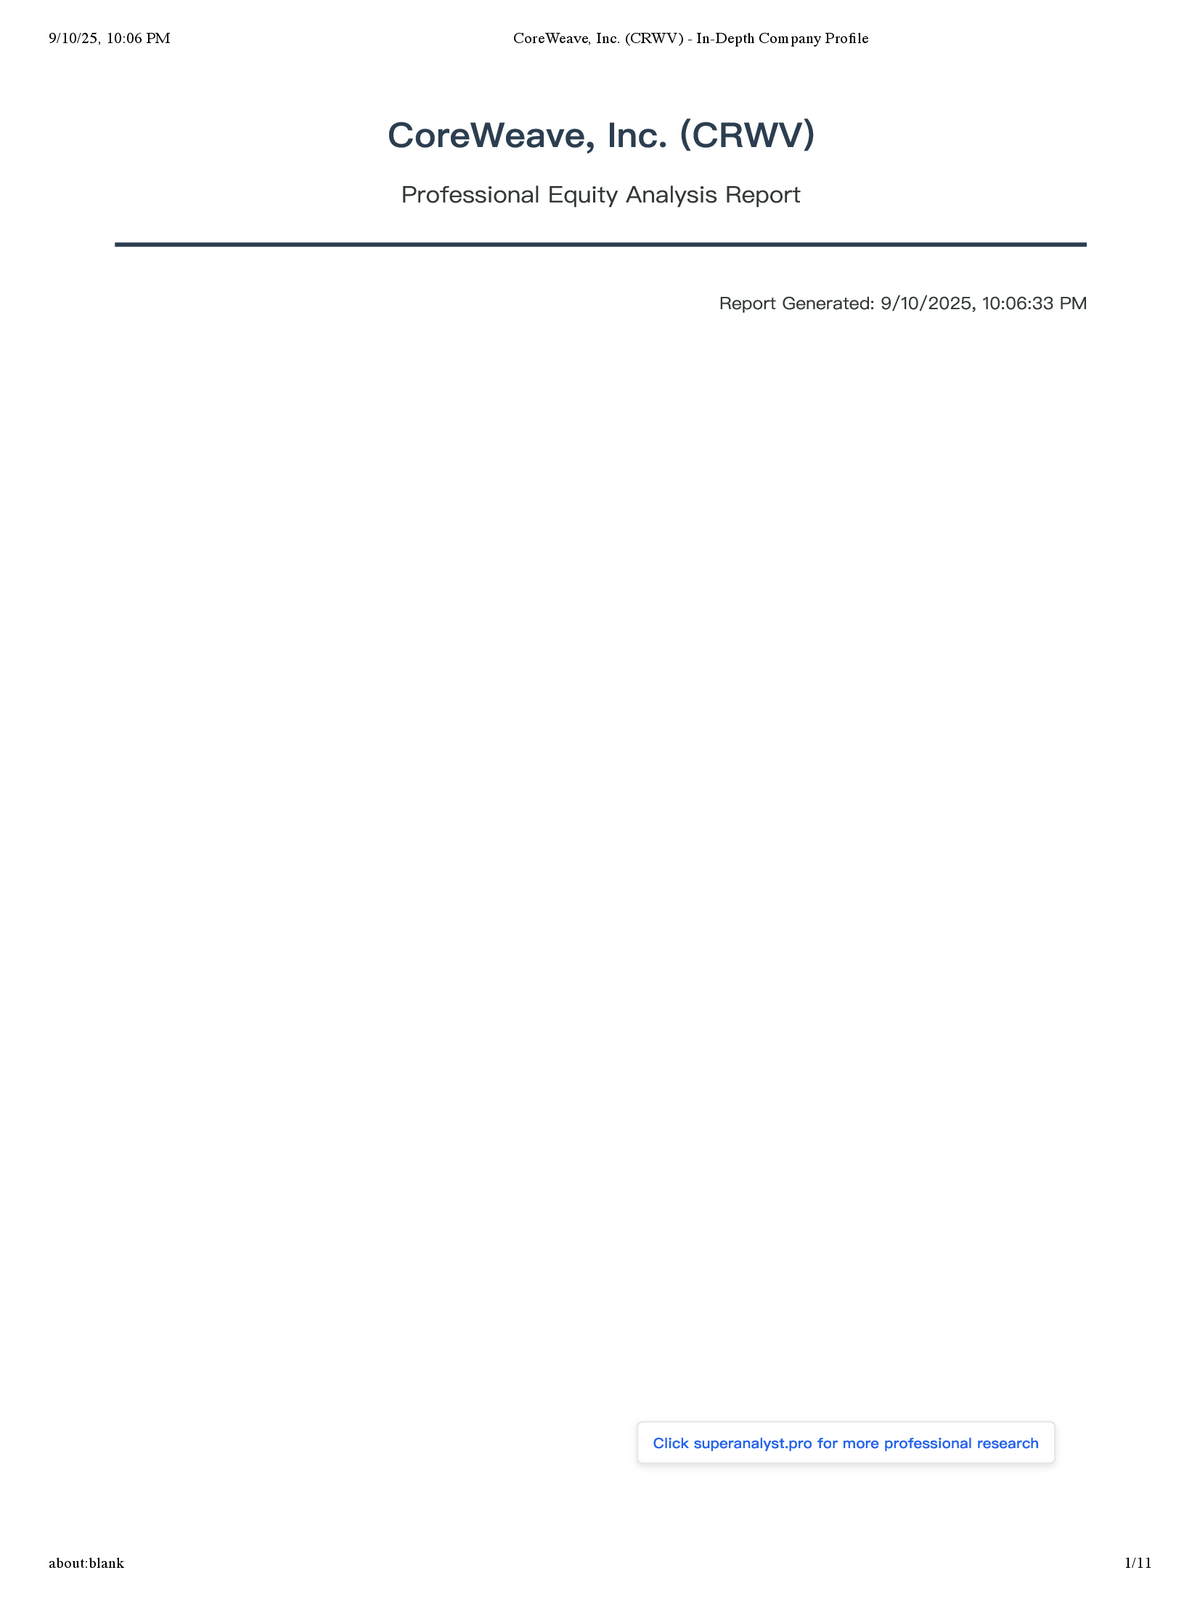 9/10/25, 10:06 PM
CoreWeave, Inc. (CRWV) - In-Depth Company Profile
CoreWeave, Inc. (CRWV)
Professional Equity Analysis Report
Report Generated: 9/10/2025, 10:06:33 PM
Click superanalyst.pro for more professional research
about:blank
1/11